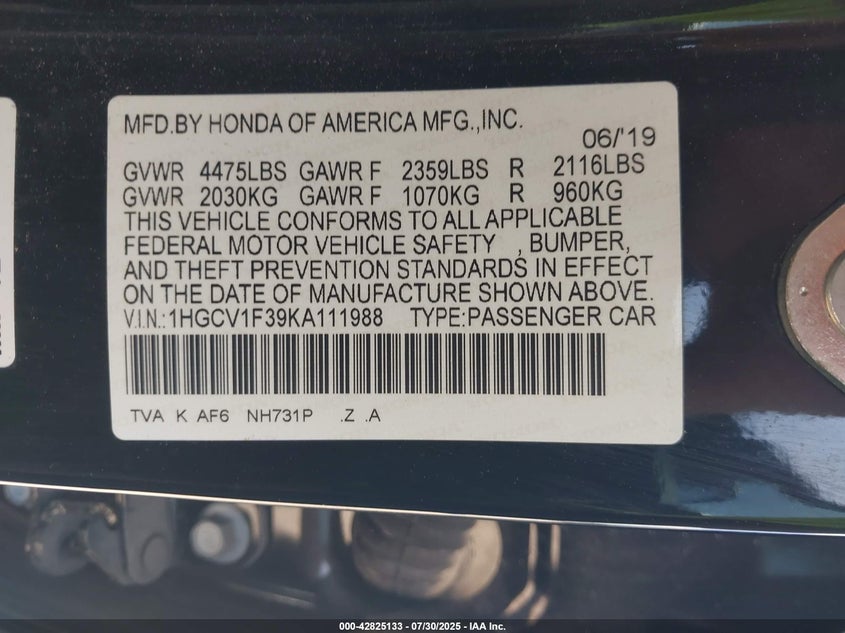 MFD.BY HONDA OF AMERICA MFG.,INC.
06/'19
GVWR 4475LBS GAWR F 2359LBS R 2116LBS
GVWR 2030KG GAWR F 1070KG R 960KG
THIS VEHICLE CONFORMS TO ALL APPLICABLE
FEDERAL MOTOR VEHICLE SAFETY , BUMPER,
AND THEFT PREVENTION STANDARDS IN EFFECT
ON THE DATE OF MANUFACTURE SHOWN ABOVE.
V.I.N.:1HGCV1F39KA111988 TYPE:PASSENGER CAR
TVA K AF6 NH731P .Z .A
000-42825133 - 07/30/2025 - IAA Inc.